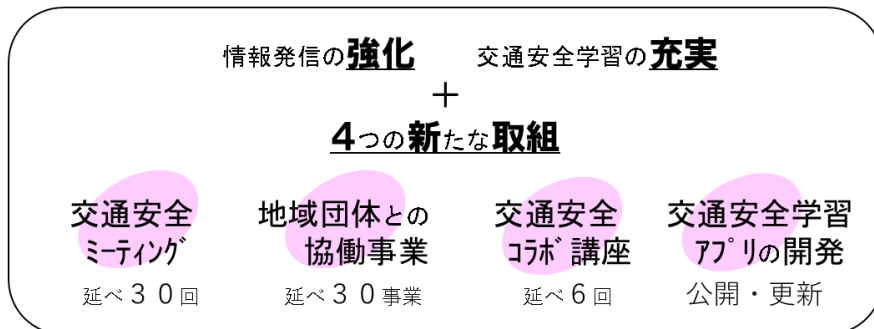 情報発信の強化　交通安全学習の充実
＋
４つの新たな取組
交通安全
ﾐｰﾃｨﾝｸﾞ
延べ３０回
地域団体との
協働事業
延べ３０事業
交通安全
ｺﾗﾎﾞ講座
延べ６回
交通安全学習
ｱﾌﾟﾘの開発
公開・更新